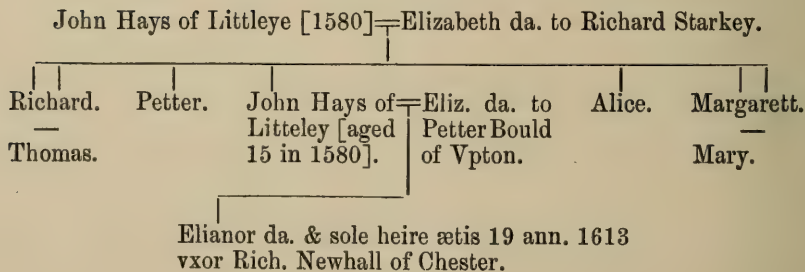 John Hays of Littleye [1580]=Elizabeth da. to Richard Starkey.
Richard. Petter. John Hays of=Eliz. da. to Alice. Margarett.
— Litteley [aged Petter Bould —
Thomas. 15 in 1580]. of Vpton. Mary.
Elianor da. & sole heire ætis 19 ann. 1613
vxor Rich. Newhall of Chester.